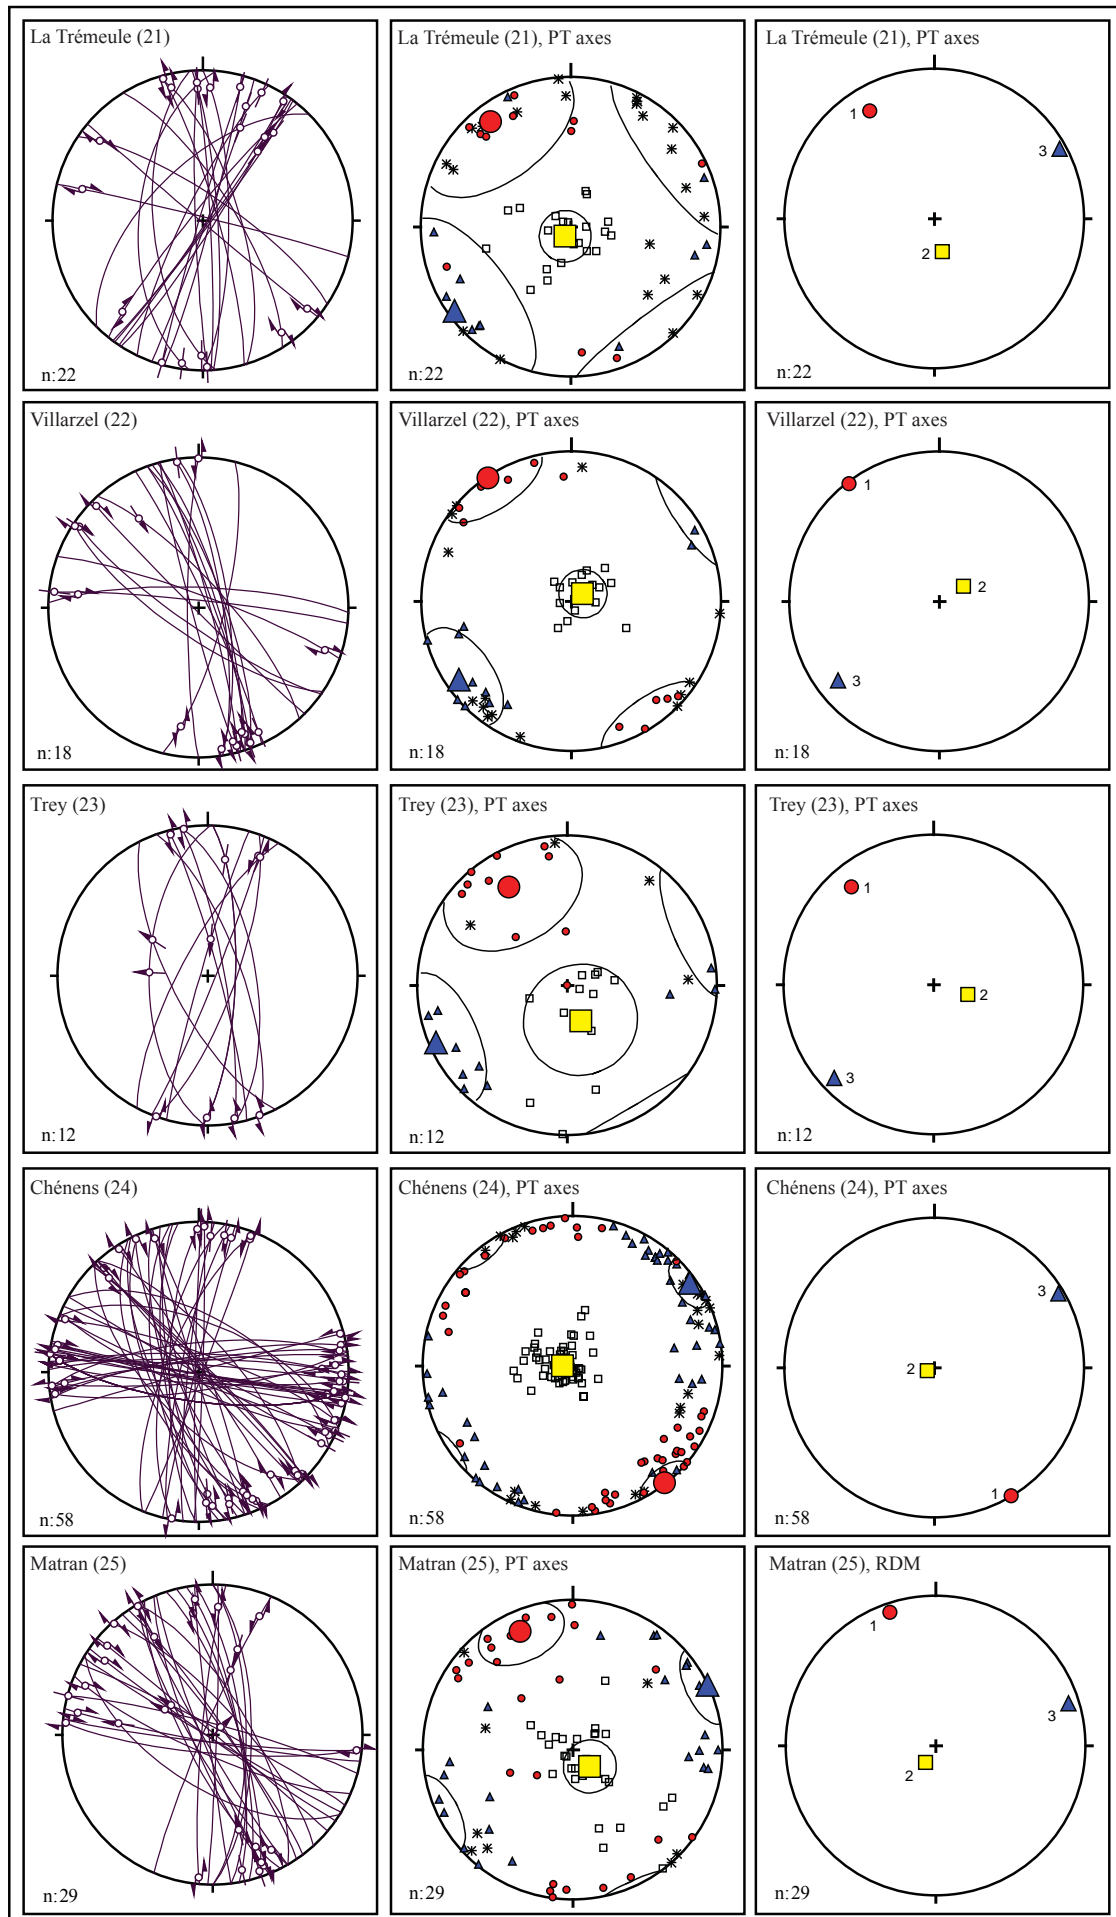 La Trémeule (21)
n:22
La Trémeule (21), PT axes
n:22
La Trémeule (21), PT axes
1
3
2
n:22
Villarzel (22)
n:18
Villarzel (22), PT axes
n:18
Villarzel (22), PT axes
1
2
3
n:18
Trey (23)
n:12
Trey (23), PT axes
n:12
Trey (23), PT axes
1
2
3
n:12
Chénens (24)
n:58
Chénens (24), PT axes
n:58
Chénens (24), PT axes
3
2
1
n:58
Matran (25)
n:29
Matran (25), PT axes
n:29
Matran (25), RDM
1
3
2
n:29